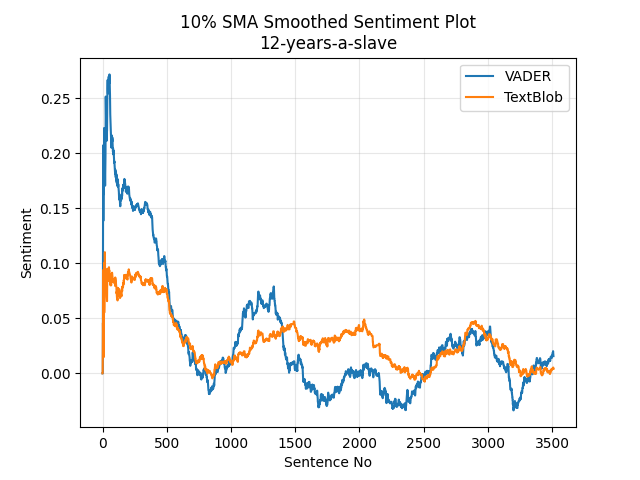 10% SMA Smoothed Sentiment Plot
12-years-a-slave
VADER
TextBlob
Sentiment
0.25
0.20
0.15
0.10
0.05
0.00
0 500 1000 1500 2000 2500 3000 3500
Sentence No